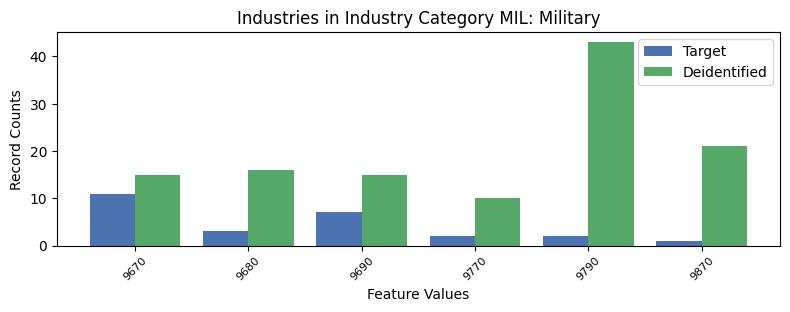 Industries in Industry Category MIL: Military
Target
Deidentified
Record Counts
40
30
20
10
0
9670 9680 9690 9770 9790 9870
Feature Values